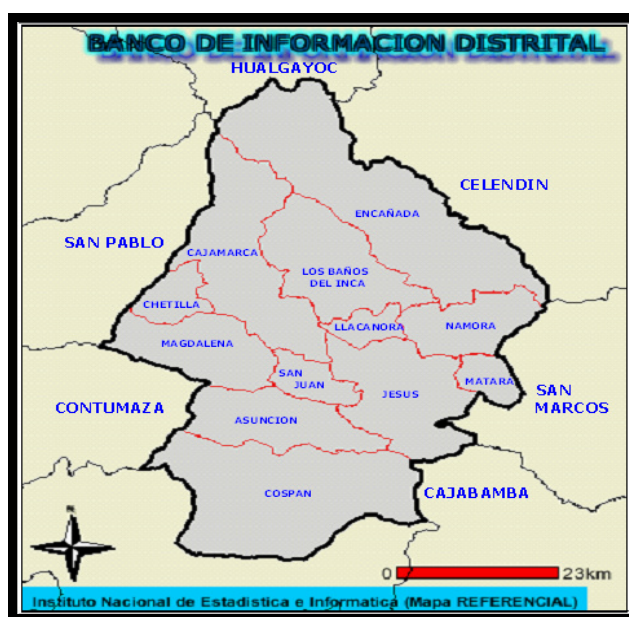 BANCO DE INFORMACION DISTRITAL
HUALGAYOC
CELENDIN
ENCAÑADA
SAN PABLO
CAJAMARCA
LOS BAÑOS
DEL INCA
CHETILLA
LLACANORA
NAMORA
MAGDALENA
SAN
JUAN
MATARA
JESUS
SAN
MARCOS
CONTUMAZA
ASUNCION
COSPAN
CAJABAMBA
N
0 23km
Instituto Nacional de Estadistica e Informatica (Mapa REFERENCIAL)